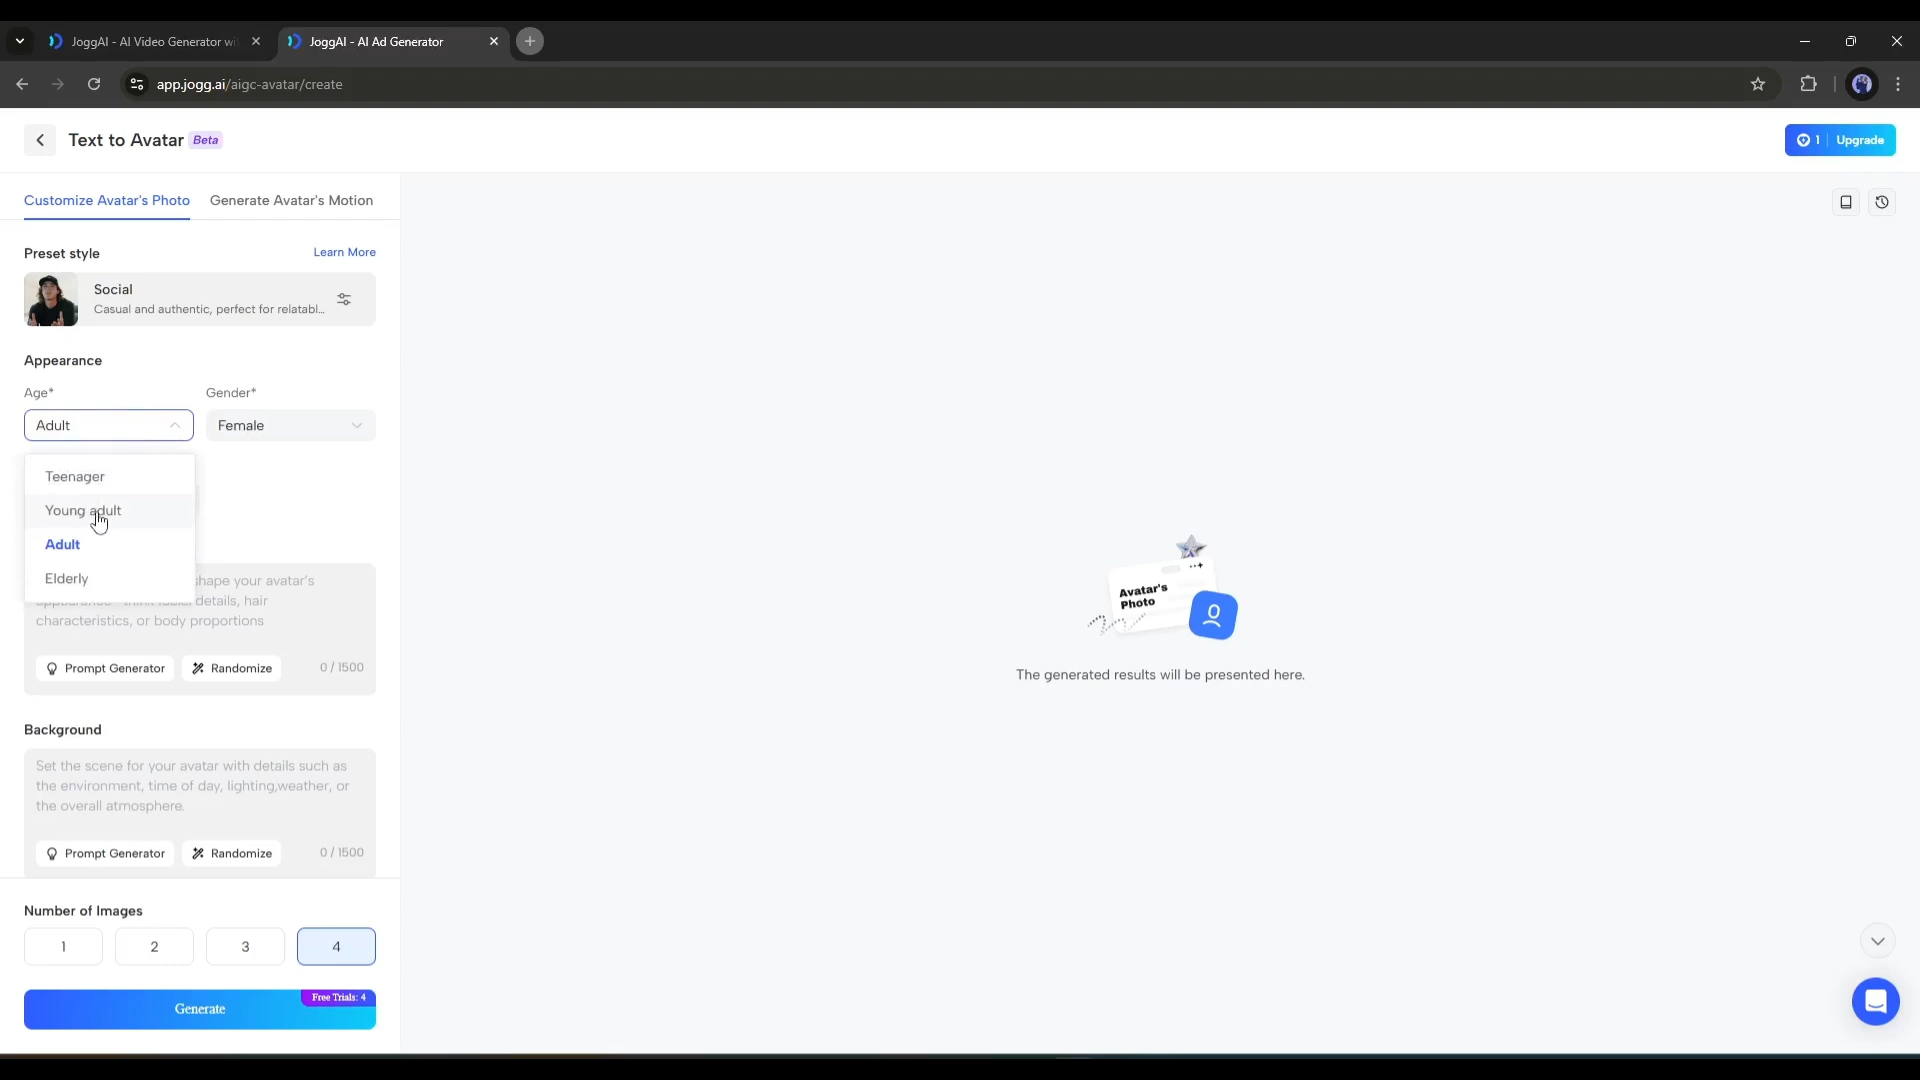 JoggAI - AI Video Generator wi
JoggAI - AI Ad Generator
app.jogg.ai/aigc-avatar/create
Text to Avatar Beta
1 Upgrade
Customize Avatar's Photo
Generate Avatar's Motion
Preset style
Learn More
Social
Casual and authentic, perfect for relatabl...
Appearance
Age*
Gender*
Adult
Female
Teenager
Young adult
Adult
Elderly
shape your avatar's
details, hair
characteristics, or body proportions
Prompt Generator
Randomize
0 / 1500
Background
Set the scene for your avatar with details such as
the environment, time of day, lighting,weather, or
the overall atmosphere.
Prompt Generator
Randomize
0 / 1500
Number of Images
1
2
3
4
Free Trials: 4
Generate
Avatar's
Photo
The generated results will be presented here.